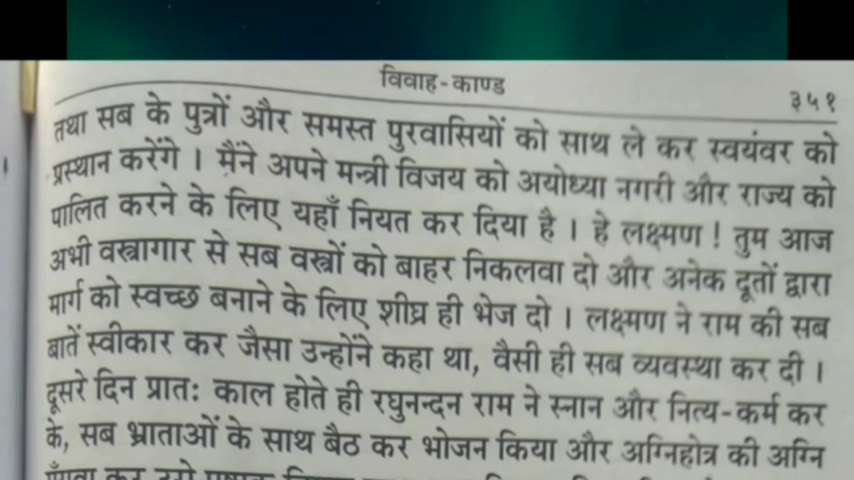 विवाह-काण्ड
३५१
तथा सब के पुत्रों और समस्त पुरवासियों को साथ ले कर स्वयंवर को
प्रस्थान करेंगे । मैंने अपने मन्त्री विजय को अयोध्या नगरी और राज्य को
पालित करने के लिए यहाँ नियत कर दिया है । हे लक्ष्मण ! तुम आज
अभी वस्त्रागार से सब वस्त्रों को बाहर निकलवा दो और अनेक दूतों द्वारा
मार्ग को स्वच्छ बनाने के लिए शीघ्र ही भेज दो । लक्ष्मण ने राम की सब
बातें स्वीकार कर जैसा उन्होंने कहा था, वैसी ही सब व्यवस्था कर दी ।
दूसरे दिन प्रातः काल होते ही रघुनन्दन राम ने स्नान और नित्य-कर्म कर
के, सब भ्राताओं के साथ बैठ कर भोजन किया और अग्निहोत्र की अग्नि